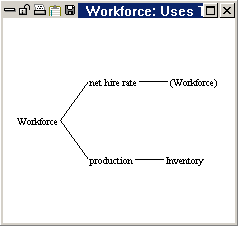 Workforce: Uses T
net hire rate (Workforce)
Workforce
production Inventory